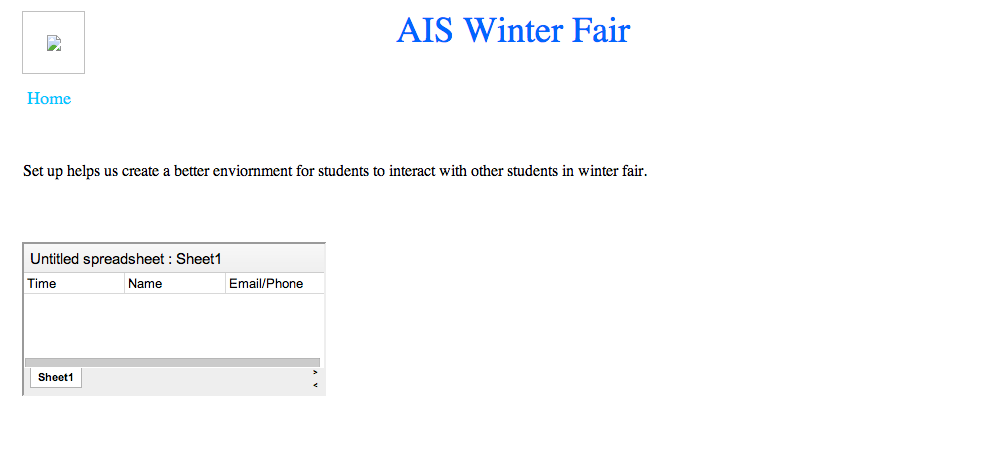 AIS Winter Fair
Home
Set up helps us create a better enviornment for students to interact with other students in winter fair.
Untitled spreadsheet : Sheet1
Time Name Email/Phone
Sheet1
>
<